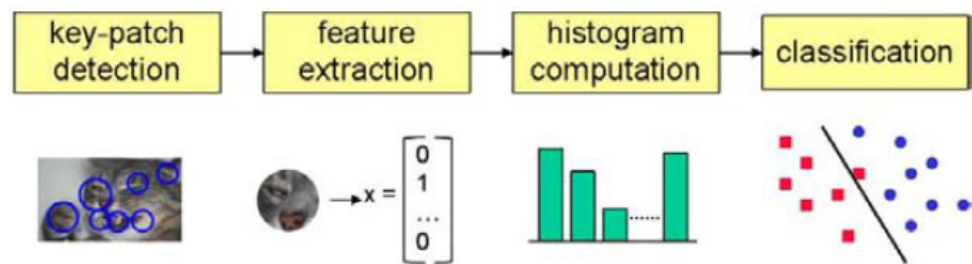 key-patch
detection
feature
extraction
histogram
computation
classification
x =
0
1
...
0
......